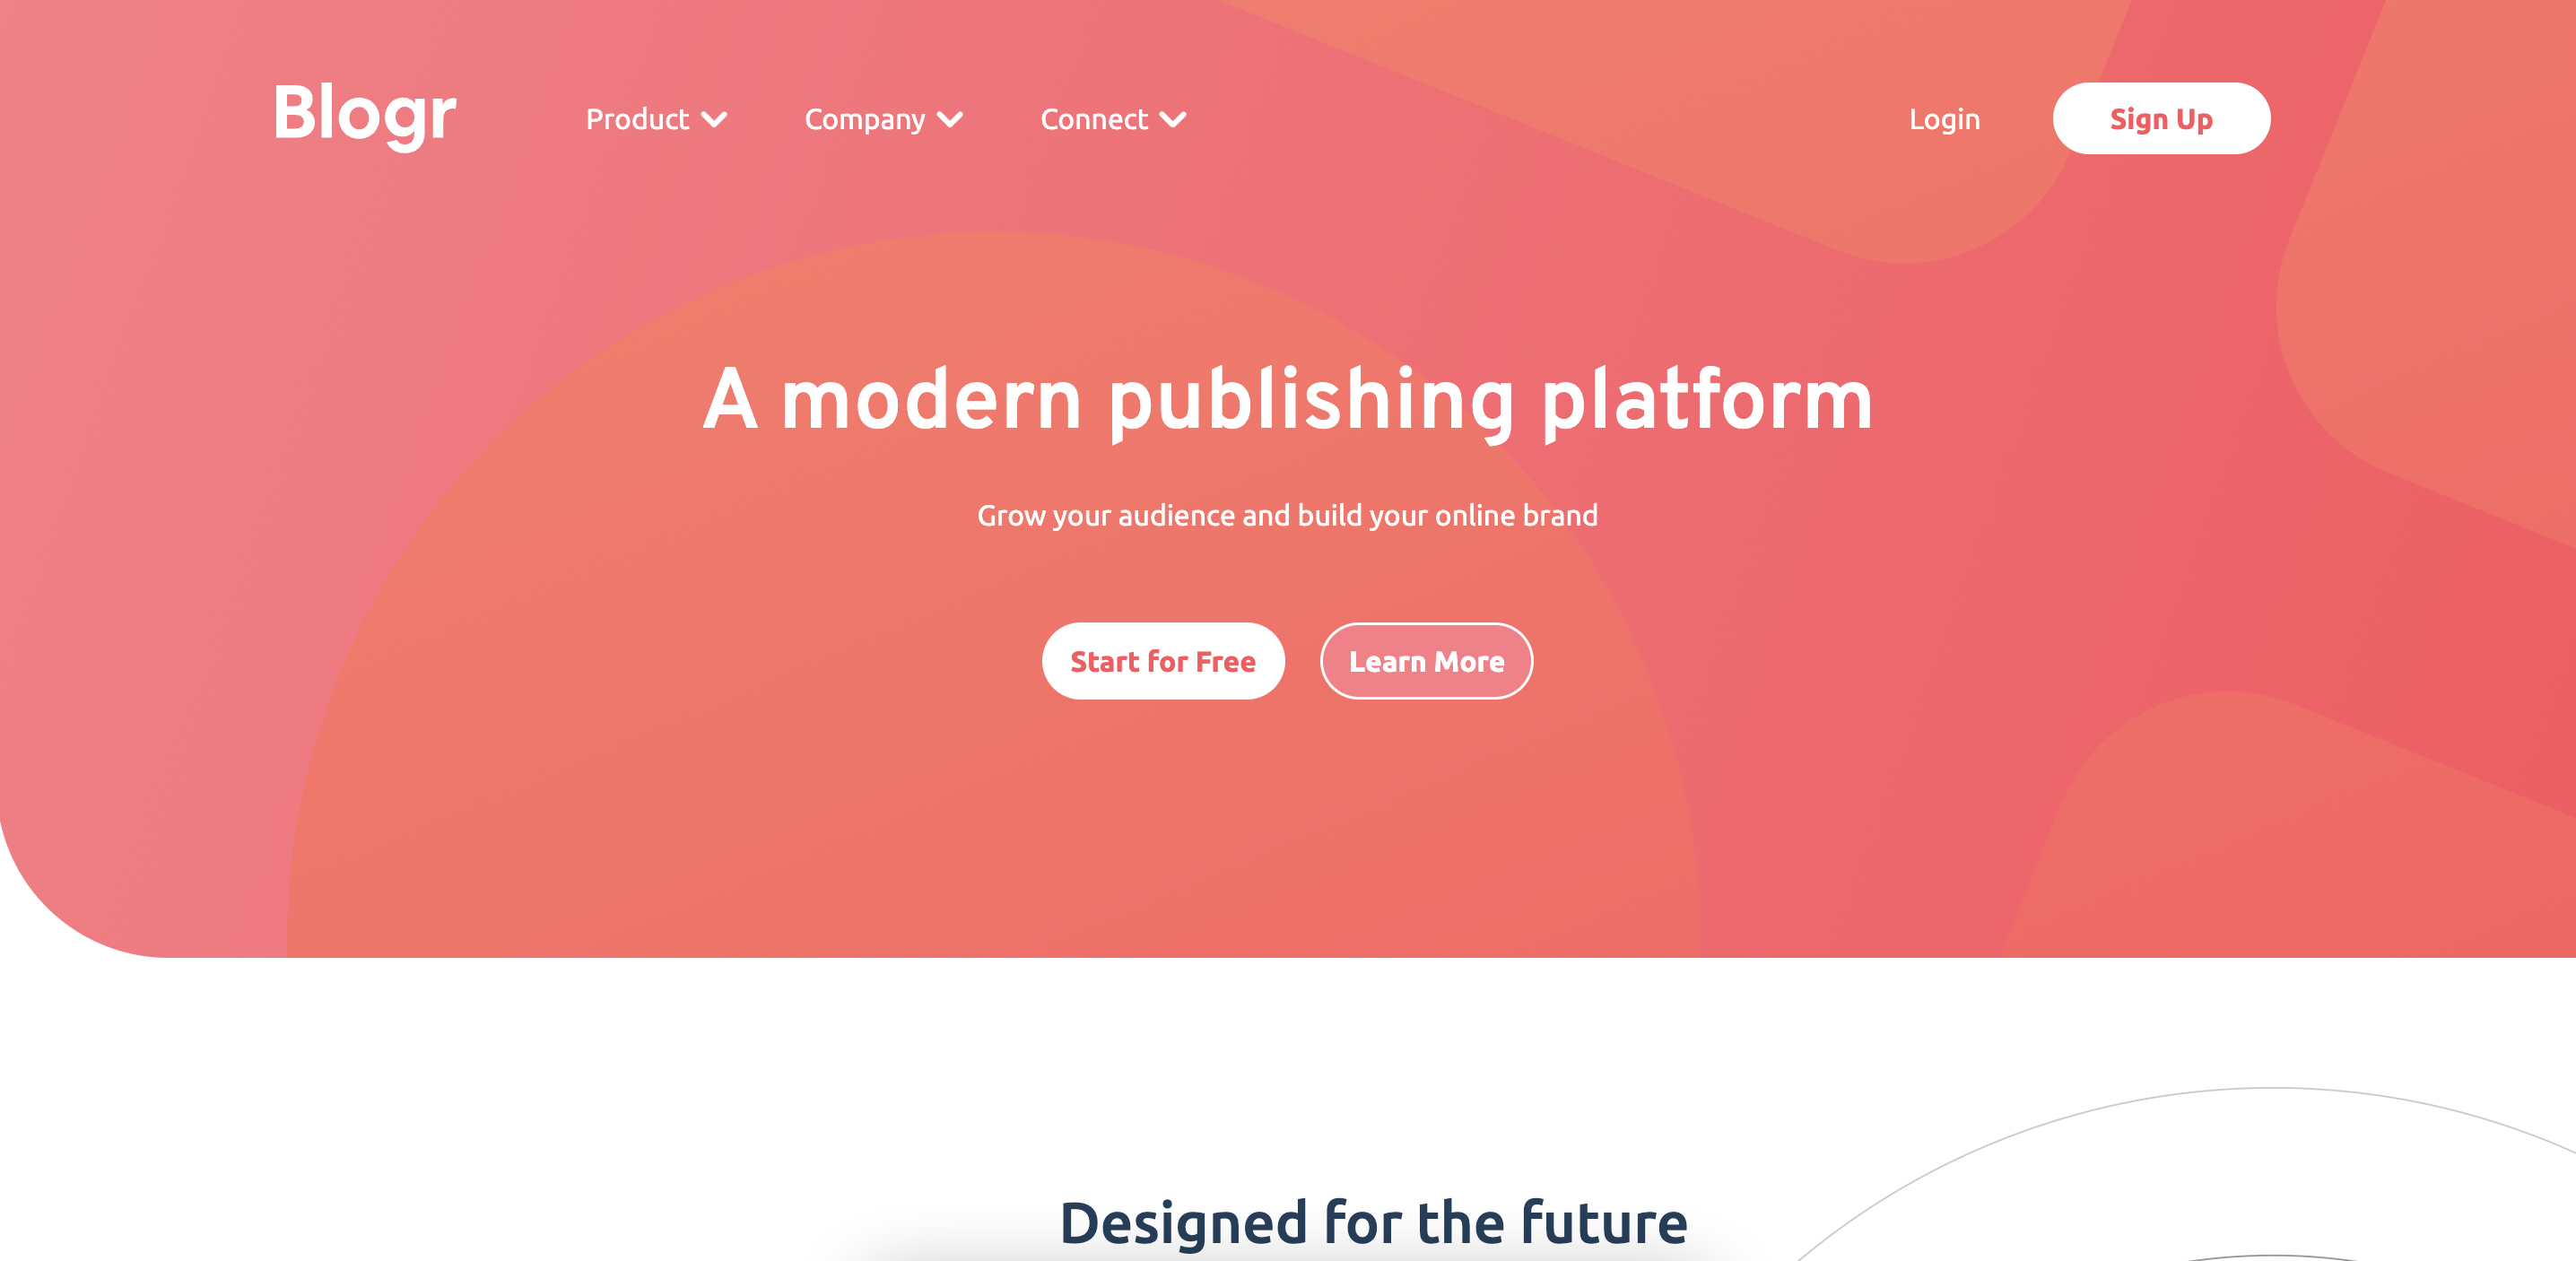 Blogr
Product
Company
Connect
Login
Sign Up
A modern publishing platform
Grow your audience and build your online brand
Start for Free
Learn More
Designed for the future